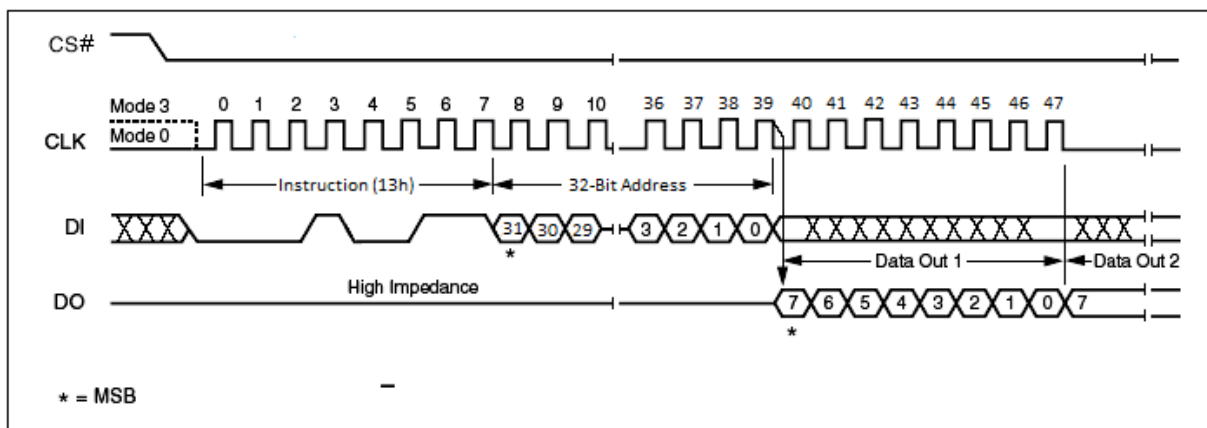 CS#
Mode 3 0 1 2 3 4 5 6 7 8 9 10 36 37 38 39 40 41 42 43 44 45 46 47
Mode 0
CLK
Instruction (13h) 32-Bit Address
DI 31 30 29 3 2 1 0
*
Data Out 1 Data Out 2
High Impedance
DO 7 6 5 4 3 2 1 0 7
*
* = MSB